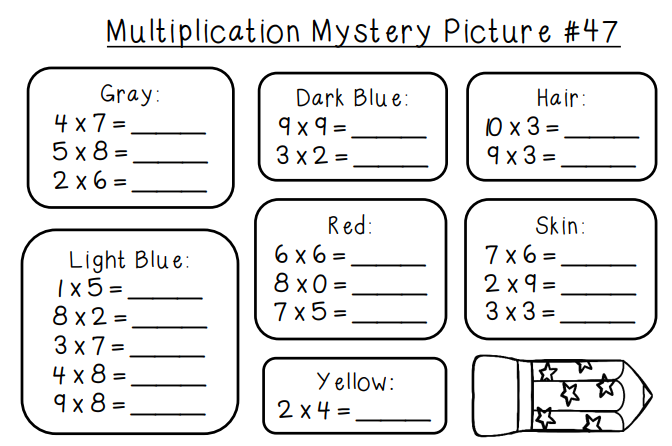 Multiplication Mystery Picture #47
Gray:
4 x 7 = ______
5 x 8 = ______
2 x 6 = ______
Dark Blue:
9 x 9 = ______
3 x 2 = ______
Hair:
10 x 3 = ______
9 x 3 = ______
Light Blue:
1 x 5 = ______
8 x 2 = ______
3 x 7 = ______
4 x 8 = ______
9 x 8 = ______
Red:
6 x 6 = ______
8 x 0 = ______
7 x 5 = ______
Skin:
7 x 6 = ______
2 x 9 = ______
3 x 3 = ______
Yellow:
2 x 4 = ______